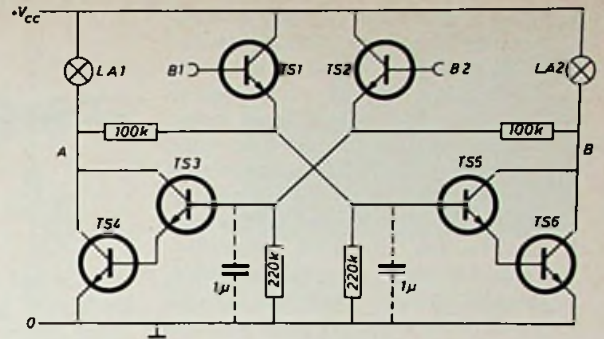 +Vcc
LA1
B1
TS1
TS2
B2
LA2
100k
100k
A
TS3
TS5
B
TS4
TS6
1µ
220k
220k
1µ
0